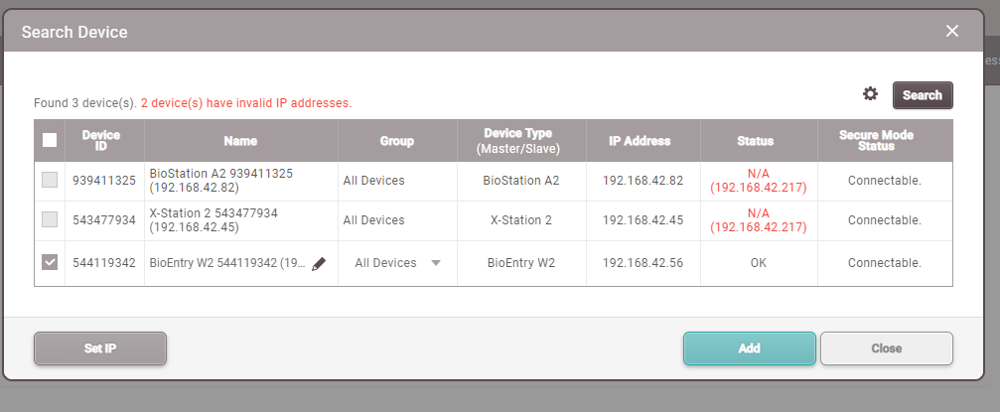 Search Device
Found 3 device(s). 2 device(s) have invalid IP addresses.
Search
Device
ID
Name
Group
Device Type
(Master/Slave)
IP Address
Status
Secure Mode
Status
939411325
BioStation A2 939411325
(192.168.42.82)
All Devices
BioStation A2
192.168.42.82
N/A
(192.168.42.217)
Connectable.
543477934
X-Station 2 543477934
(192.168.42.45)
All Devices
X-Station 2
192.168.42.45
N/A
(192.168.42.217)
Connectable.
544119342
BioEntry W2 544119342 (19...
All Devices
BioEntry W2
192.168.42.56
OK
Connectable.
Set IP
Add
Close